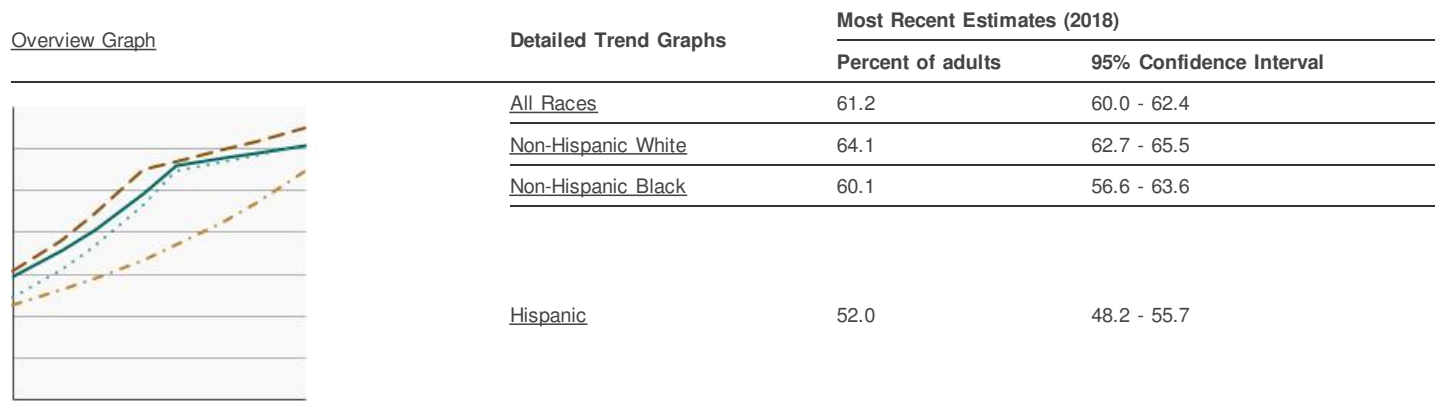 Overview Graph Detailed Trend Graphs Most Recent Estimates (2018)
Percent of adults 95% Confidence Interval
All Races 61.2 60.0 - 62.4
Non-Hispanic White 64.1 62.7 - 65.5
Non-Hispanic Black 60.1 56.6 - 63.6
Hispanic 52.0 48.2 - 55.7